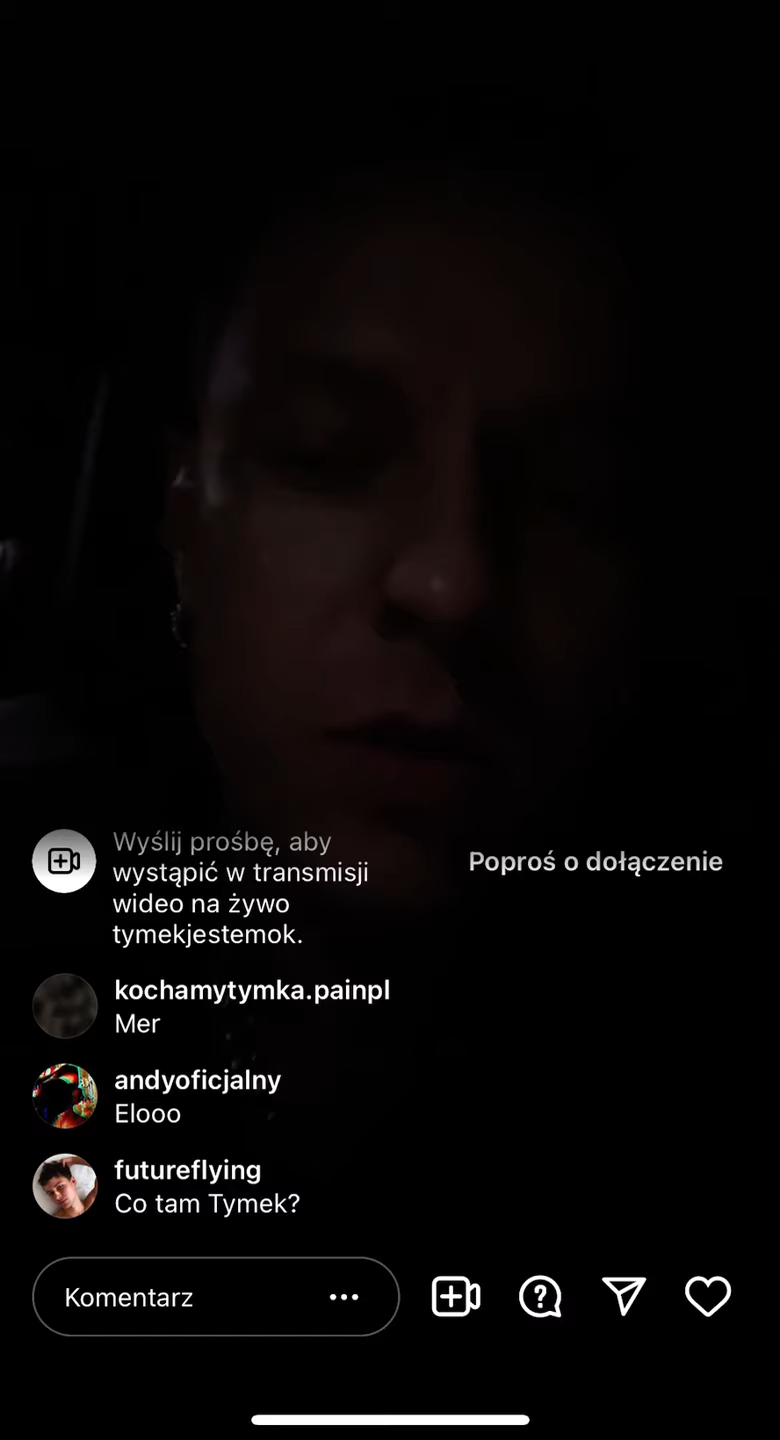 Wyślij prośbę, aby
wystąpić w transmisji
wideo na żywo
tymekjestemok.
Poproś o dołączenie
kochamytymka.painpl
Mer
andyoficjalny
Elooo
futureflying
Co tam Tymek?
Komentarz